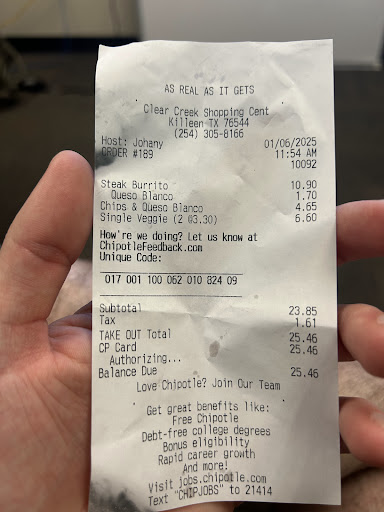 AS REAL AS IT GETS
Clear Creek Shopping Cent
Killeen TX 76544
(254) 305-8166
Host: Johany 01/06/2025
ORDER #189 11:54 AM
10092
Steak Burrito 10.90
Queso Blanco 1.70
Chips & Queso Blanco 4.65
Single Veggie (2 @3.30) 6.60
How're we doing? Let us know at
ChipotleFeedback.com
Unique Code:
017 001 100 062 010 824 09
Subtotal 23.85
Tax 1.61
TAKE OUT Total 25.46
CP Card 25.46
Authorizing...
Balance Due 25.46
Love Chipotle? Join Our Team
Get great benefits like:
Free Chipotle
Debt-free college degrees
Bonus eligibility
Rapid career growth
And more!
Visit jobs.chipotle.com
Text "CHIPJOBS" to 21414